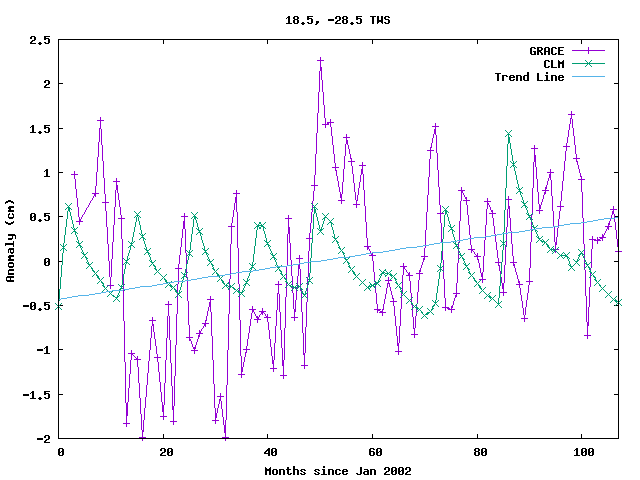 18.5, -28.5 TWS
GRACE
CLM
Trend Line
2.5
2
1.5
1
0.5
0
-0.5
-1
-1.5
-2
Anomaly (cm)
0 20 40 60 80 100
Months since Jan 2002